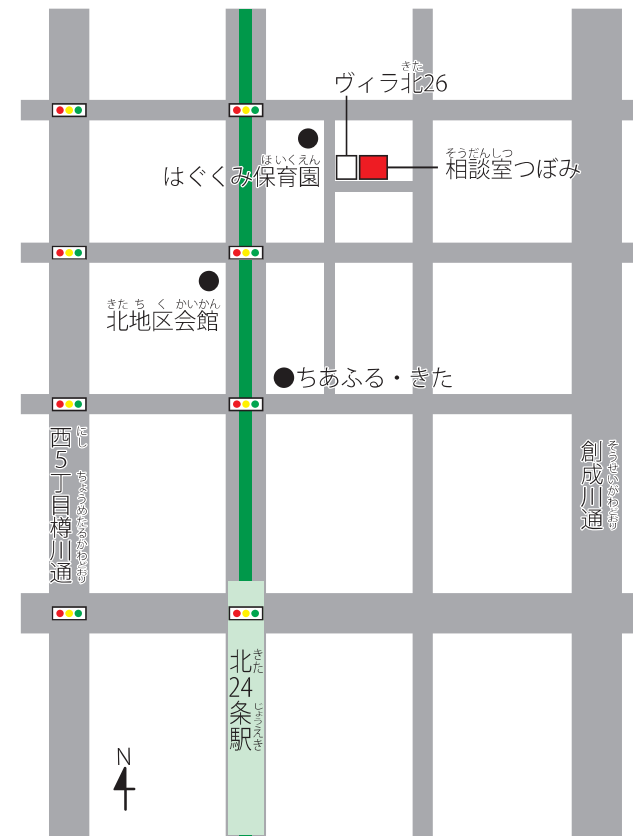 きた
ヴィラ北26
そうだんしつ
相談室つぼみ
ほいくえん
はぐくみ保育園
きた ち く かいかん
北地区会館
ちあふる・きた
にし ちょうめたるかわどおり
西5丁目樽川通
そうせいがわどおり
創成川通
きた じょうえき
北24条駅
N